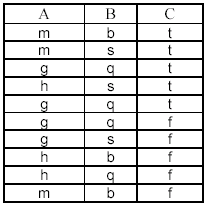 A B C
m b t
m s t
g q t
h s t
g q t
g q f
g s f
h b f
h q f
m b f